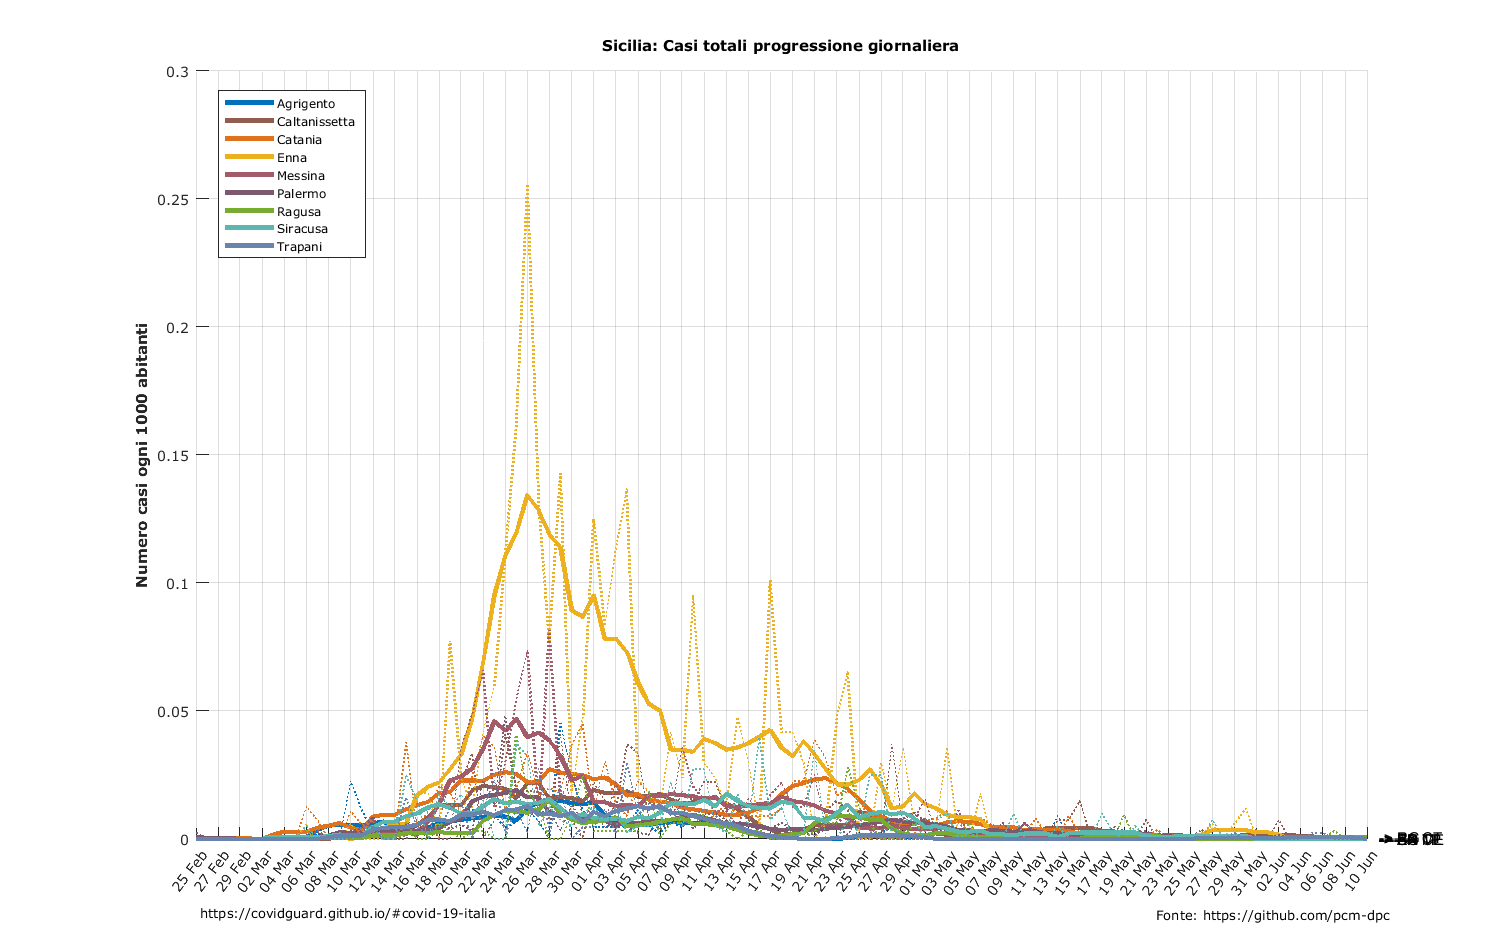 Sicilia: Casi totali progressione giornaliera
0.3
0.25
0.2
0.15
0.1
0.05
0
Numero casi ogni 1000 abitanti
Agrigento
Caltanissetta
Catania
Enna
Messina
Palermo
Ragusa
Siracusa
Trapani
25 Feb
27 Feb
29 Feb
02 Mar
04 Mar
06 Mar
08 Mar
10 Mar
12 Mar
14 Mar
16 Mar
18 Mar
20 Mar
22 Mar
24 Mar
26 Mar
28 Mar
30 Mar
01 Apr
03 Apr
05 Apr
07 Apr
09 Apr
11 Apr
13 Apr
15 Apr
17 Apr
19 Apr
21 Apr
23 Apr
25 Apr
27 Apr
29 Apr
01 May
03 May
05 May
07 May
09 May
11 May
13 May
15 May
17 May
19 May
21 May
23 May
25 May
27 May
29 May
31 May
02 Jun
04 Jun
06 Jun
08 Jun
10 Jun
https://covidguard.github.io/#covid-19-italia
Fonte: https://github.com/pcm-dpc